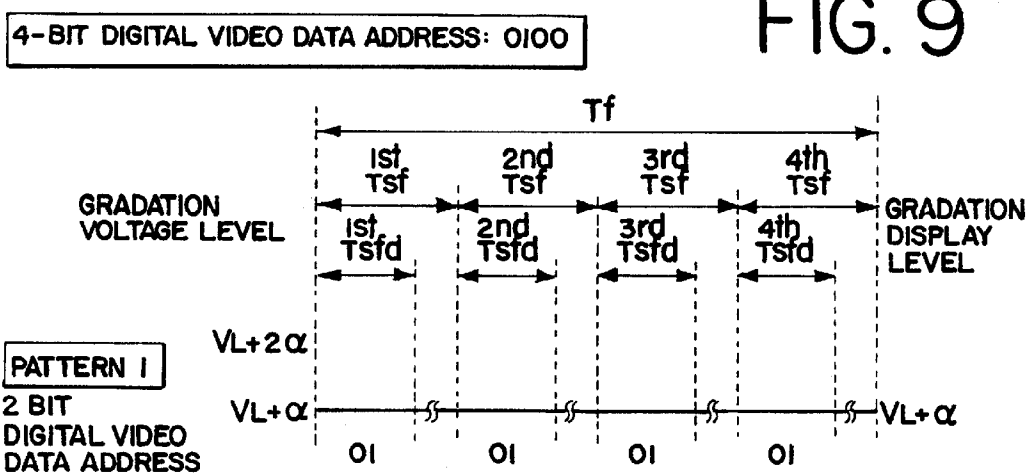 4-BIT DIGITAL VIDEO DATA ADDRESS: 0100
FIG. 9
Tf
1st 2nd 3rd 4th
Tsf Tsf Tsf Tsf
GRADATION
VOLTAGE LEVEL
GRADATION
DISPLAY
LEVEL
1st 2nd 3rd 4th
Tsfd Tsfd Tsfd Tsfd
VL+2α
PATTERN 1
2 BIT
DIGITAL VIDEO
DATA ADDRESS
VL+α VL+α
01 01 01 01